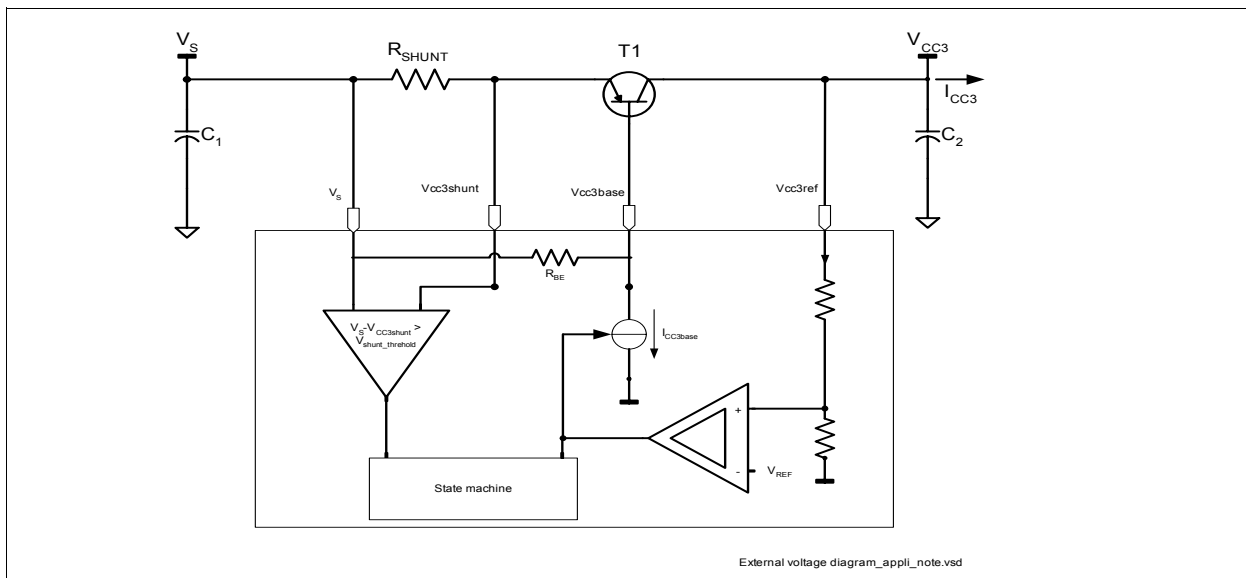 V_S
R_SHUNT
T1
V_CC3
I_CC3
C_1
C_2
V_S
Vcc3shunt
Vcc3base
Vcc3ref
R_BE
V_S-V_CC3shunt >
V_shunt_threhold
I_CC3base
+
-
V_REF
State machine
External voltage diagram_appli_note.vsd